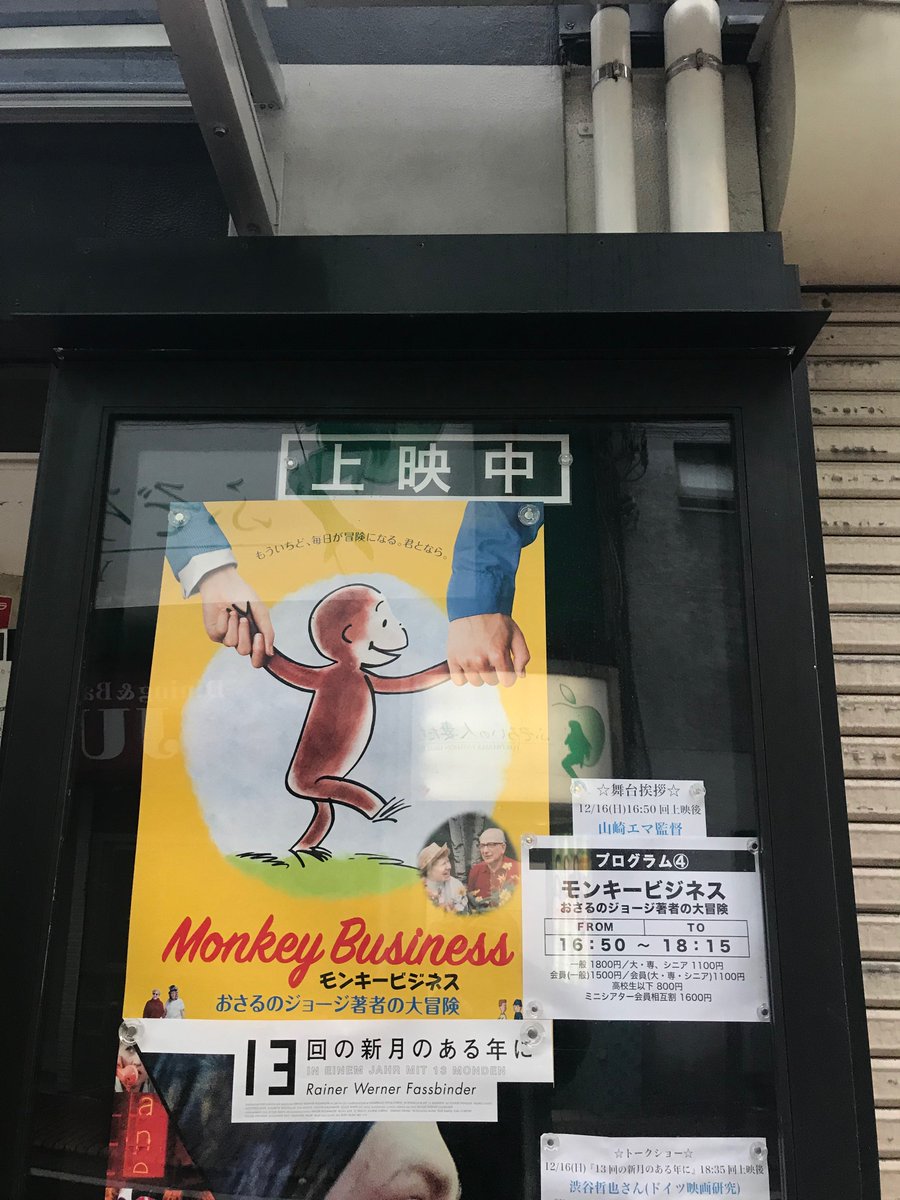 上映中
もういちど、毎日が冒険になる。君となら。
Monkey Business
モンキービジネス
おさるのジョージ著者の大冒険
☆舞台挨拶☆
12/16(日)16:50回上映後
山崎エマ監督
プログラム④
モンキービジネス
おさるのジョージ著者の大冒険
FROM TO
16:50 ～ 18:15
一般 1800円/大・専、シニア 1100円
会員(一般)1500円/会員(大・専・シニア)1100円
高校生以下 800円
ミニシアター会員相互割 1600円
13回の新月のある年に
IN EINEM JAHR MIT 13 MONDEN
Rainer Werner Fassbinder
and
☆トークショー☆
12/16(日)『13回の新月のある年に』18:35回上映後
渋谷哲也さん(ドイツ映画研究)